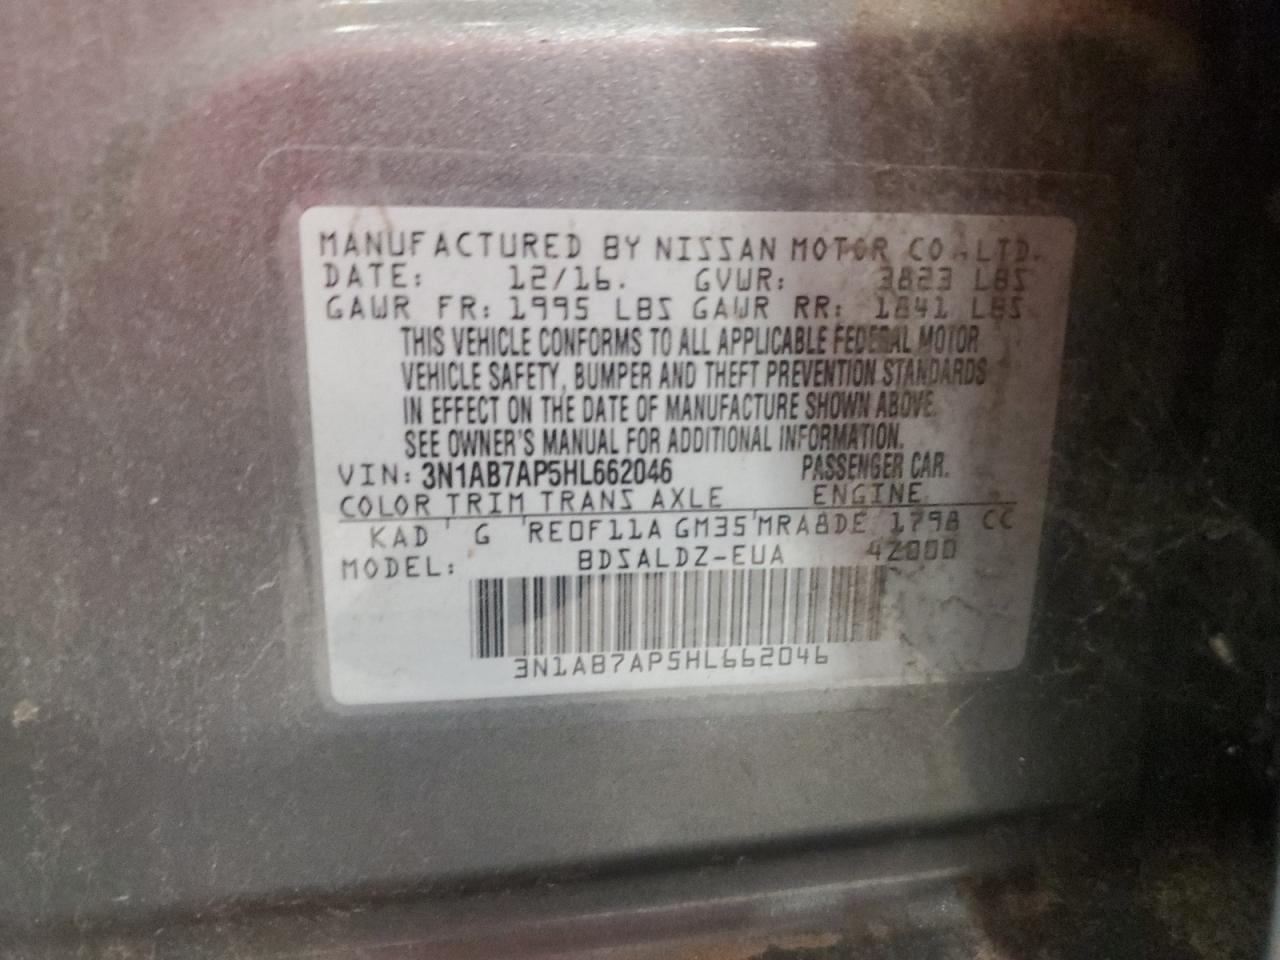 MANUFACTURED BY NISSAN MOTOR CO.,LTD.
DATE: 12/16. GVWR: 3823 LBS
GAWR FR: 1995 LBS GAWR RR: 1841 LBS
THIS VEHICLE CONFORMS TO ALL APPLICABLE FEDERAL MOTOR
VEHICLE SAFETY, BUMPER AND THEFT PREVENTION STANDARDS
IN EFFECT ON THE DATE OF MANUFACTURE SHOWN ABOVE.
SEE OWNER'S MANUAL FOR ADDITIONAL INFORMATION.
VIN: 3N1AB7AP5HL662046 PASSENGER CAR.
COLOR TRIM TRANS AXLE ENGINE
KAD G RE0F11A GM35 MRA8DE 1798 CC
MODEL: BDSALDZ-EUA 42000
3N1AB7AP5HL662046